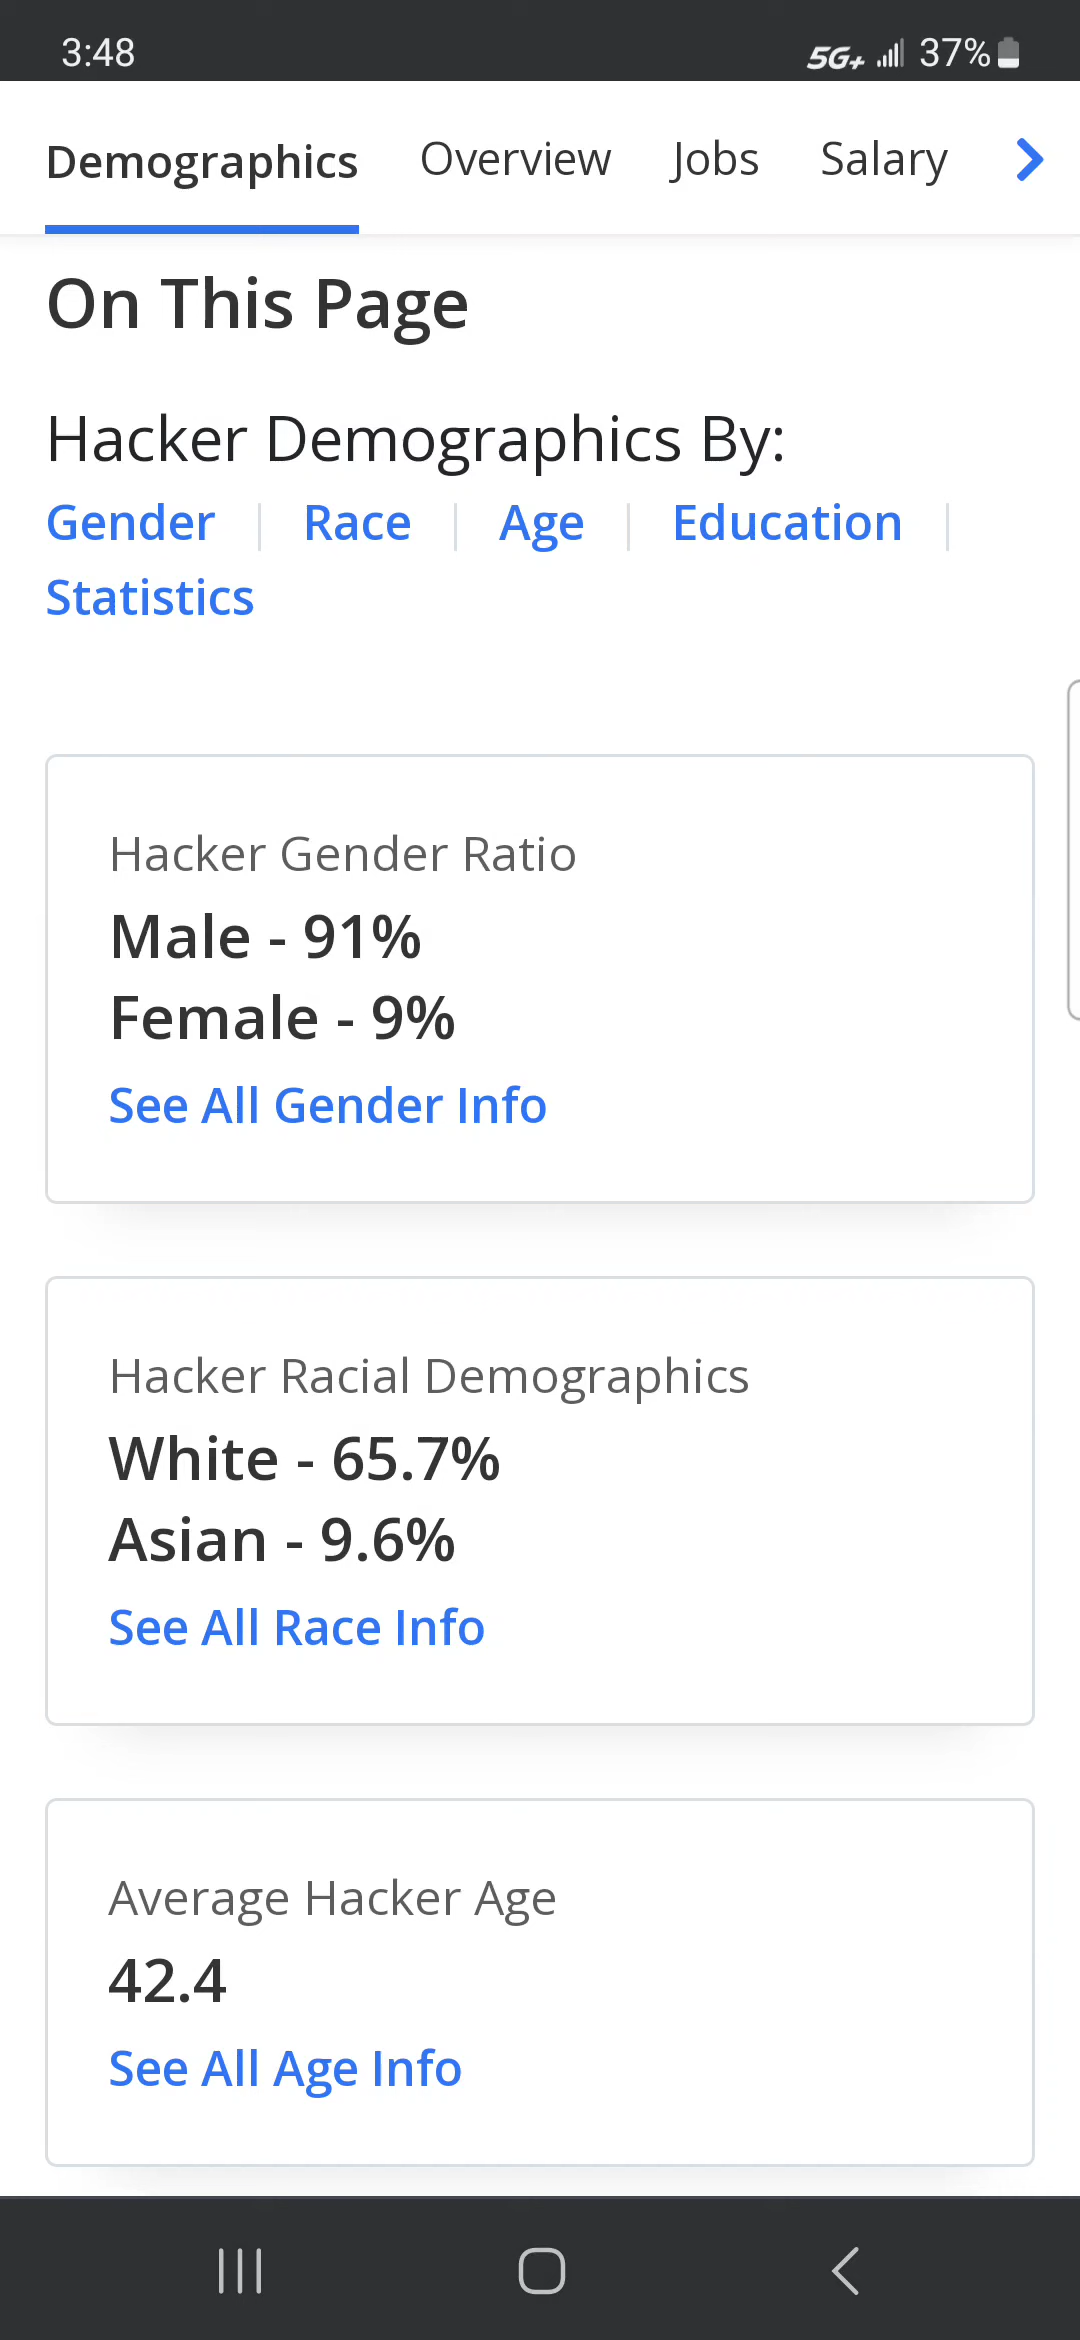 3:48
5G+ 37%
Demographics Overview Jobs Salary
On This Page
Hacker Demographics By:
Gender | Race | Age | Education |
Statistics
Hacker Gender Ratio
Male - 91%
Female - 9%
See All Gender Info
Hacker Racial Demographics
White - 65.7%
Asian - 9.6%
See All Race Info
Average Hacker Age
42.4
See All Age Info